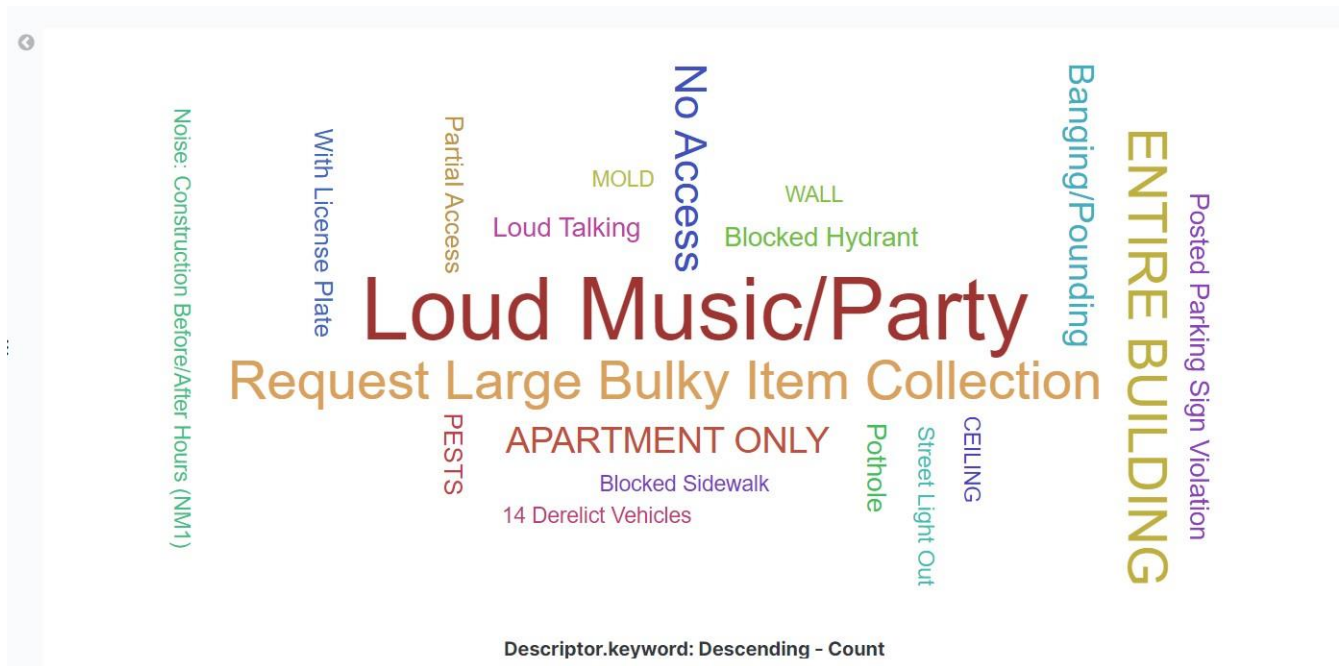 Noise: Construction Before/After Hours (NM1)
With License Plate
Partial Access
MOLD
Loud Talking
No Access
WALL
Blocked Hydrant
Banging/Pounding
ENTIRE BUILDING
Posted Parking Sign Violation
Loud Music/Party
Request Large Bulky Item Collection
PESTS
APARTMENT ONLY
Blocked Sidewalk
14 Derelict Vehicles
Pothole
Street Light Out
CEILING
Descriptor.keyword: Descending - Count